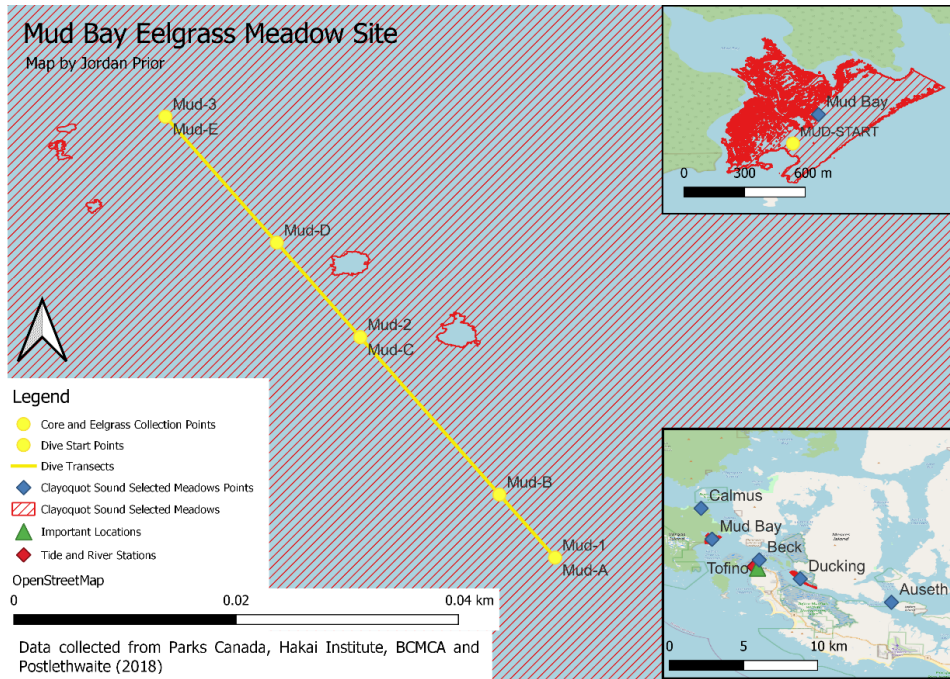 Mud Bay Eelgrass Meadow Site
Map by Jordan Prior
Mud-3
Mud-E
Mud-D
Mud-2
Mud-C
Mud-B
Mud-1
Mud-A
Mud Bay
MUD-START
0 300 600 m
Legend
Core and Eelgrass Collection Points
Dive Start Points
Dive Transects
Clayoquot Sound Selected Meadows Points
Clayoquot Sound Selected Meadows
Important Locations
Tide and River Stations
OpenStreetMap
0 0.02 0.04 km
Data collected from Parks Canada, Hakai Institute, BCMCA and
Postlethwaite (2018)
Calmus
Mud Bay
Beck
Tofino
Ducking
Auseth
0 5 10 km